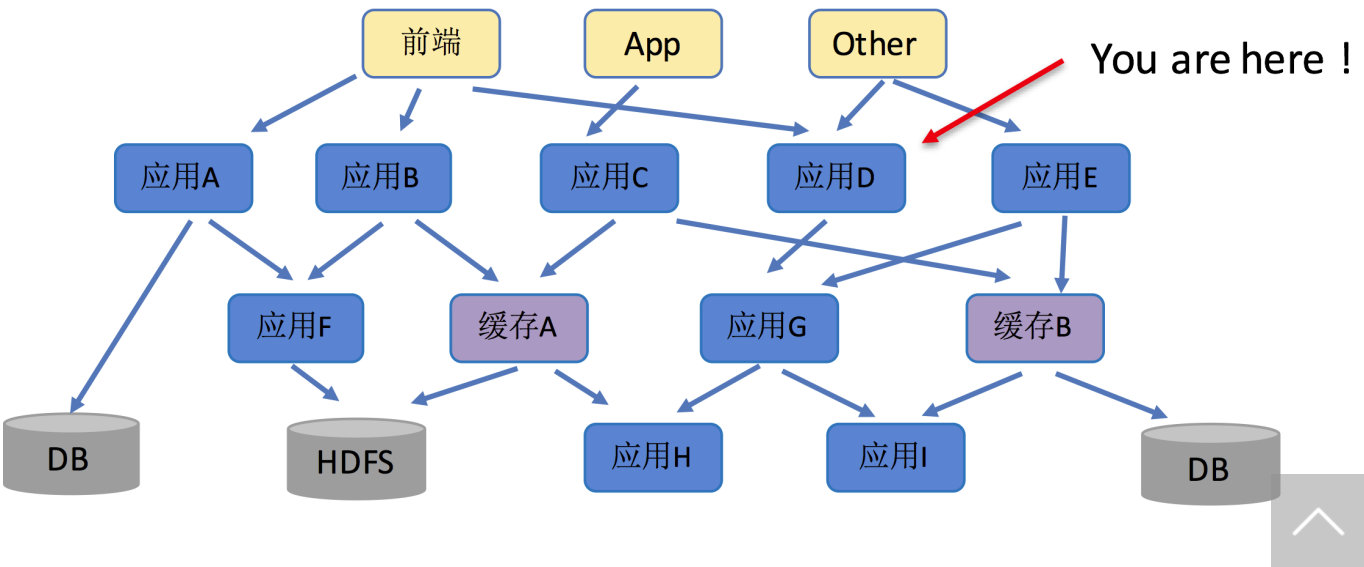 前端
App
Other
You are here！
应用A
应用B
应用C
应用D
应用E
应用F
缓存A
应用G
缓存B
DB
HDFS
应用H
应用I
DB